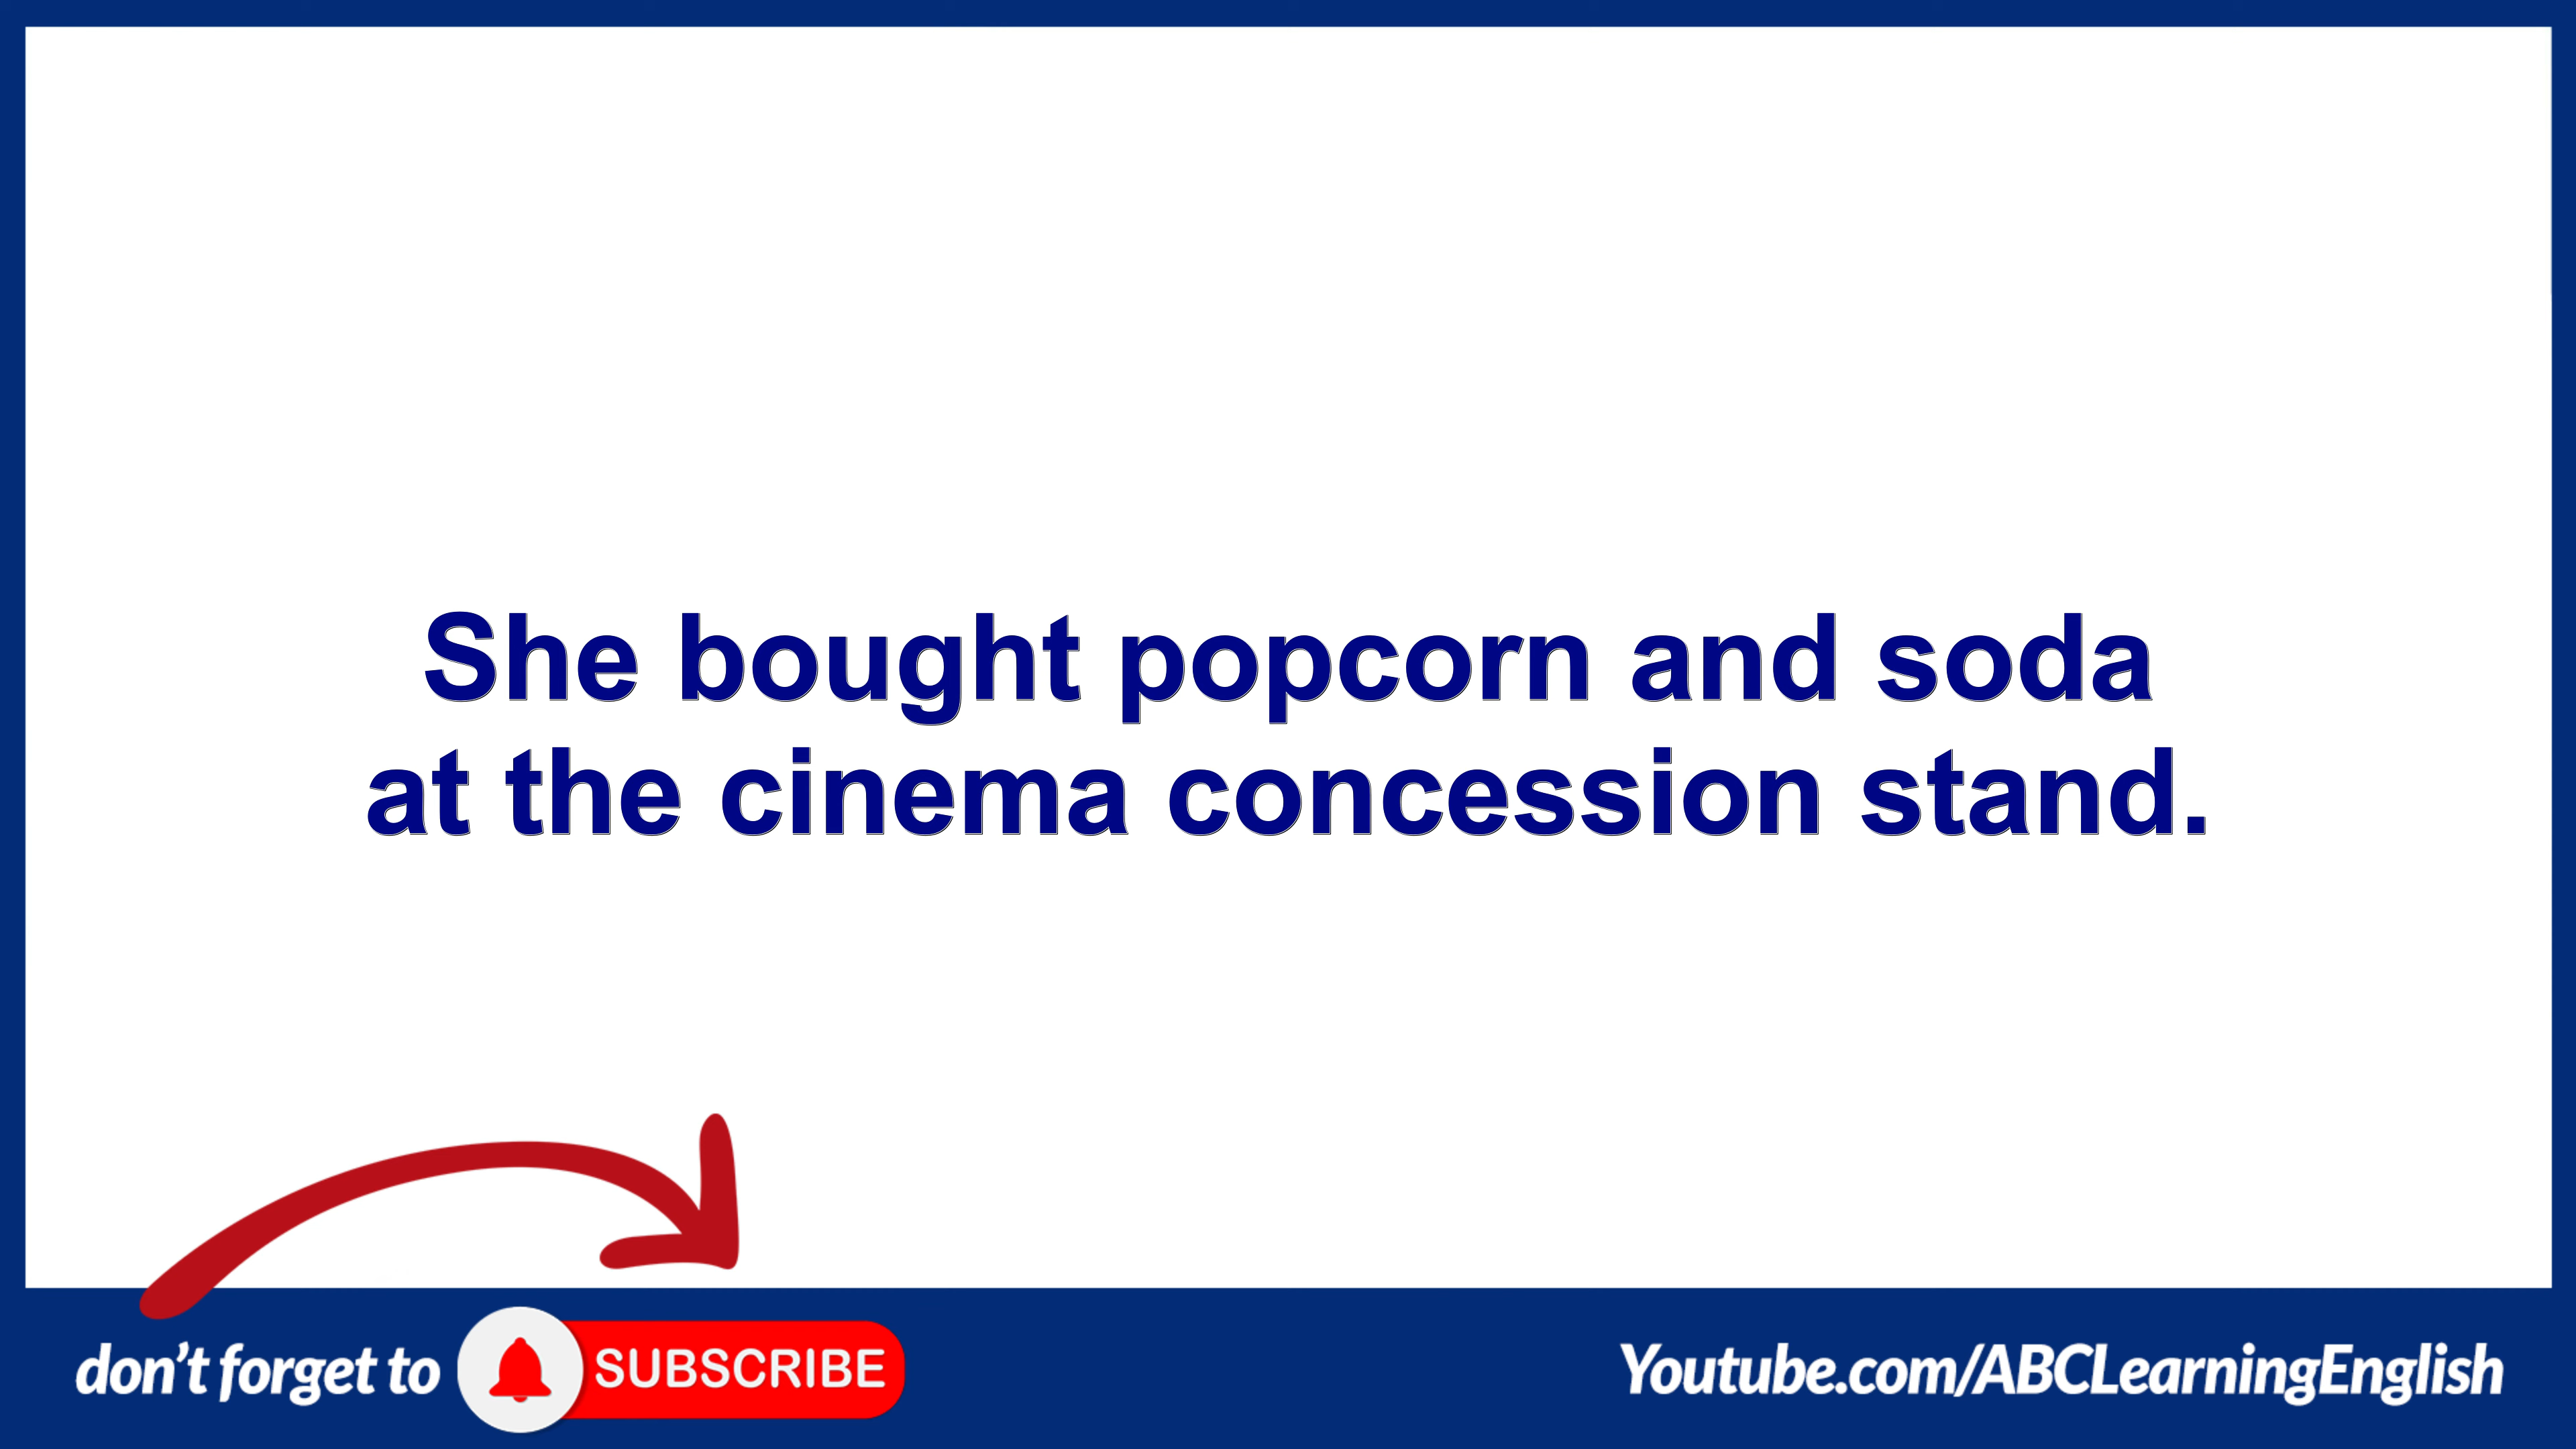 She bought popcorn and soda
at the cinema concession stand.
don't forget to SUBSCRIBE
Youtube.com/ABCLearningEnglish